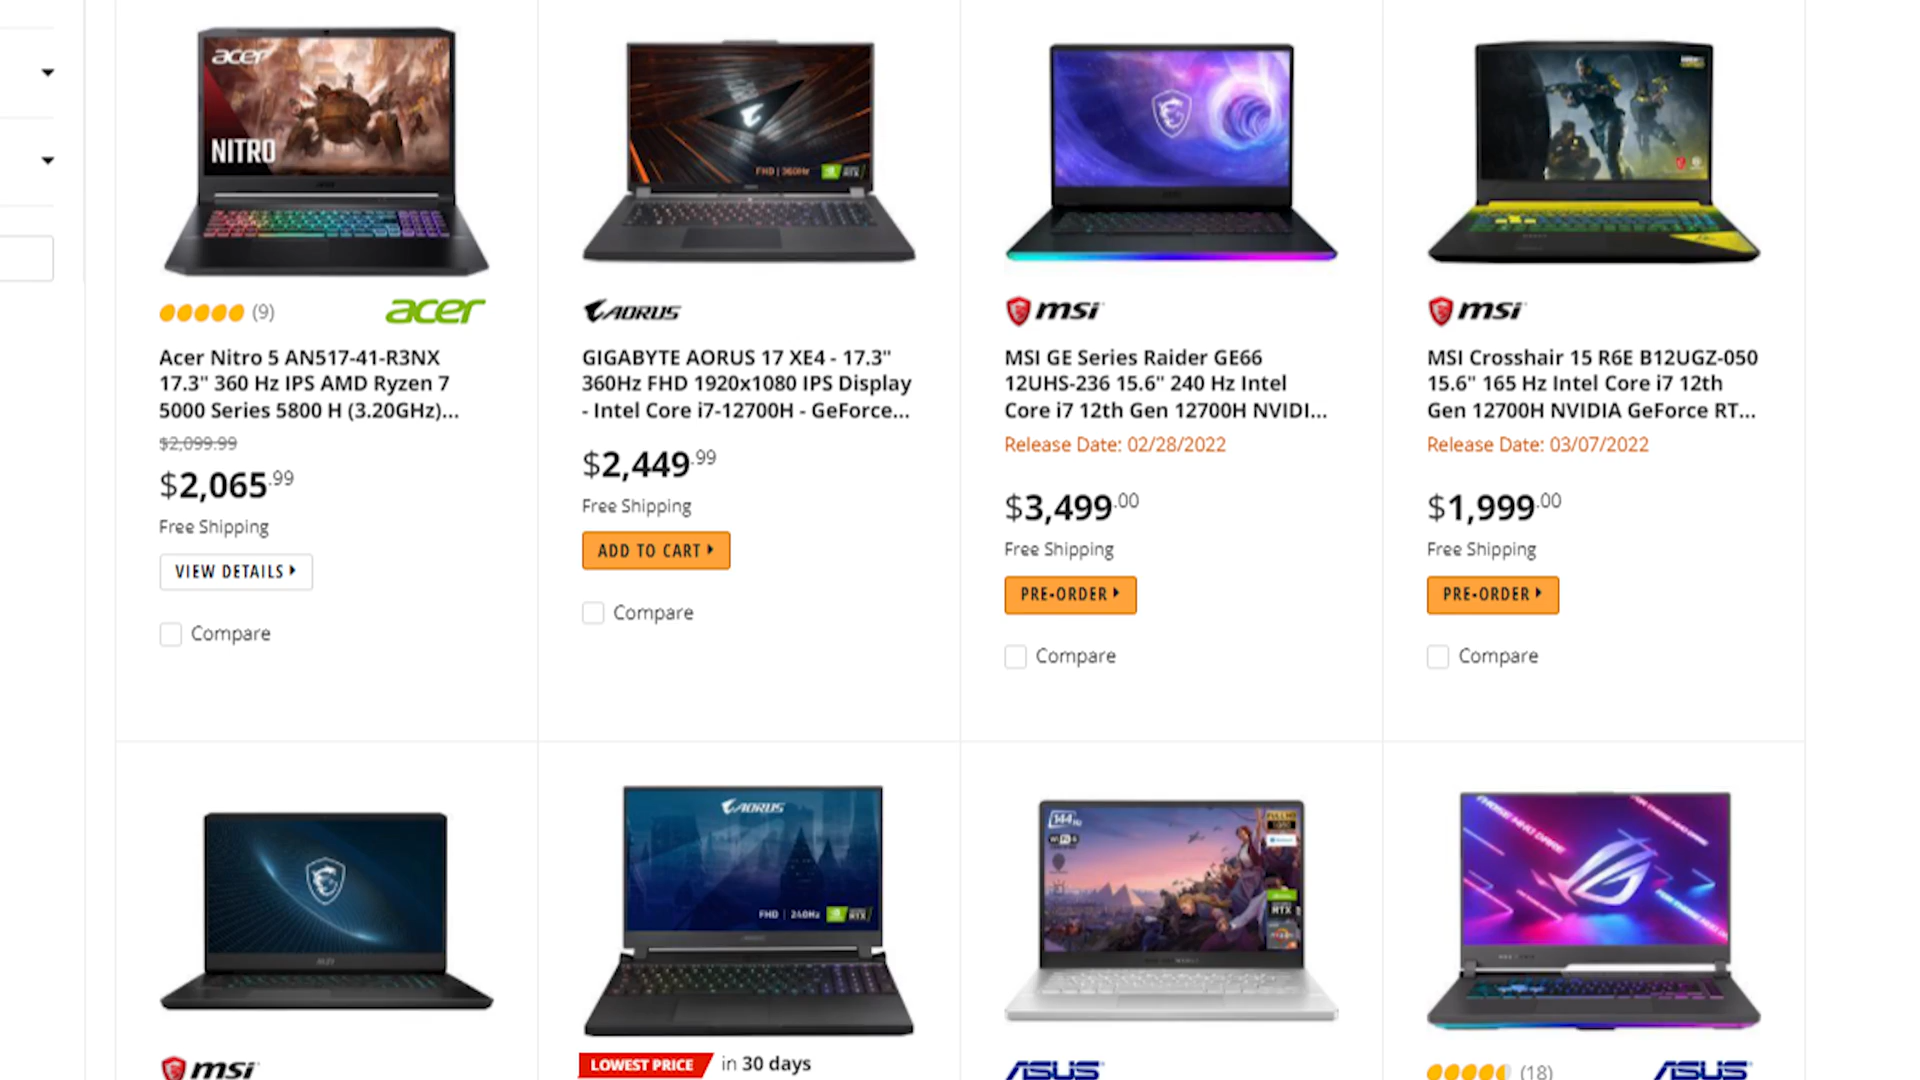 acer
NITRO
FHD | 360Hz
(9)
acer
AORUS
msi
msi
Acer Nitro 5 AN517-41-R3NX
17.3" 360 Hz IPS AMD Ryzen 7
5000 Series 5800 H (3.20GHz)...
$2,099.99
$2,065.99
Free Shipping
VIEW DETAILS
Compare
GIGABYTE AORUS 17 XE4 - 17.3"
360Hz FHD 1920x1080 IPS Display
- Intel Core i7-12700H - GeForce...
$2,449.99
Free Shipping
ADD TO CART
Compare
MSI GE Series Raider GE66
12UHS-236 15.6" 240 Hz Intel
Core i7 12th Gen 12700H NVIDI...
Release Date: 02/28/2022
$3,499.00
Free Shipping
PRE-ORDER
Compare
MSI Crosshair 15 R6E B12UGZ-050
15.6" 165 Hz Intel Core i7 12th
Gen 12700H NVIDIA GeForce RT...
Release Date: 03/07/2022
$1,999.00
Free Shipping
PRE-ORDER
Compare
AORUS
FHD | 240Hz
RTX
144Hz
RTX
msi
LOWEST PRICE in 30 days
ASUS
(18)
ASUS